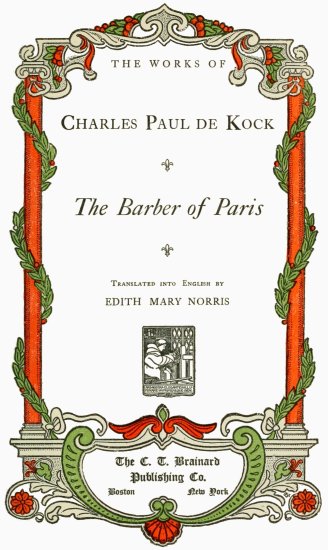 THE WORKS OF
CHARLES PAUL DE KOCK
The Barber of Paris
TRANSLATED INTO ENGLISH BY
EDITH MARY NORRIS
The C. T. Brainard
Publishing Co.
Boston New York